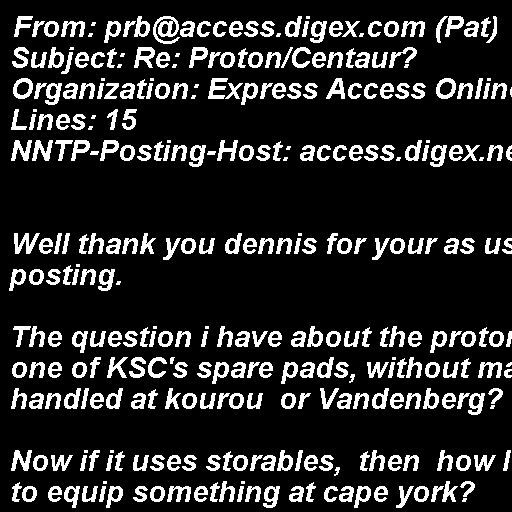 From: prb@access.digex.com (Pat)
Subject: Re: Proton/Centaur?
Organization: Express Access Online
Lines: 15
NNTP-Posting-Host: access.digex.ne
Well thank you dennis for your as us
posting.
The question i have about the proton
one of KSC's spare pads, without ma
handled at kourou or Vandenberg?
Now if it uses storables, then how l
to equip something at cape york?